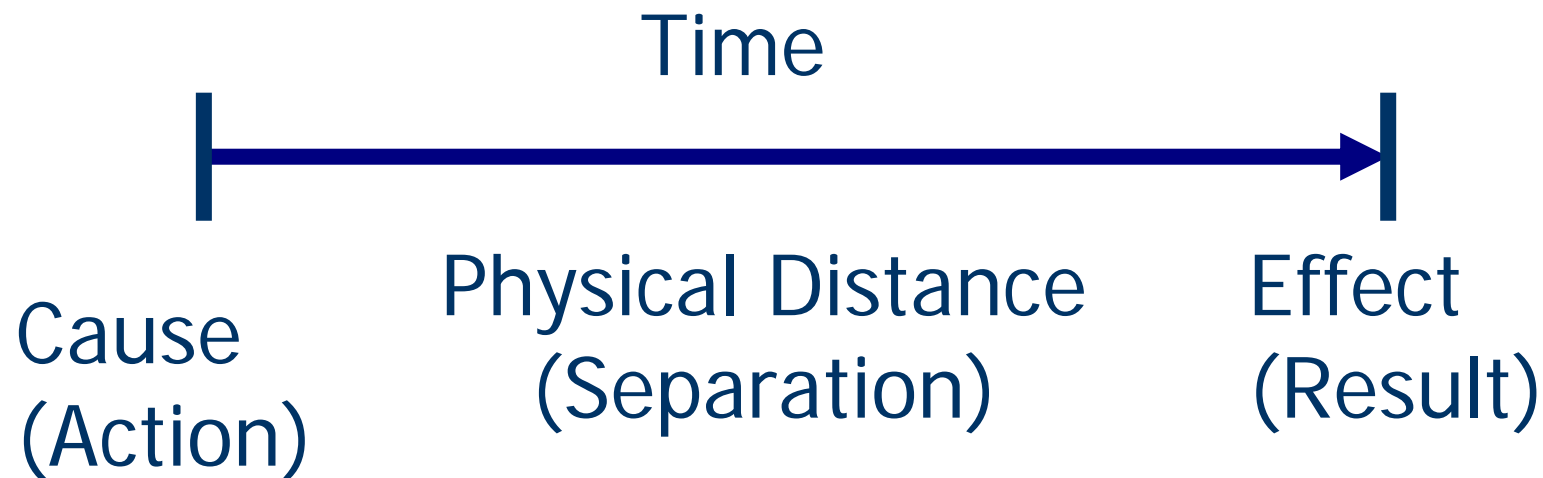 Time
Cause
(Action)
Physical Distance
(Separation)
Effect
(Result)